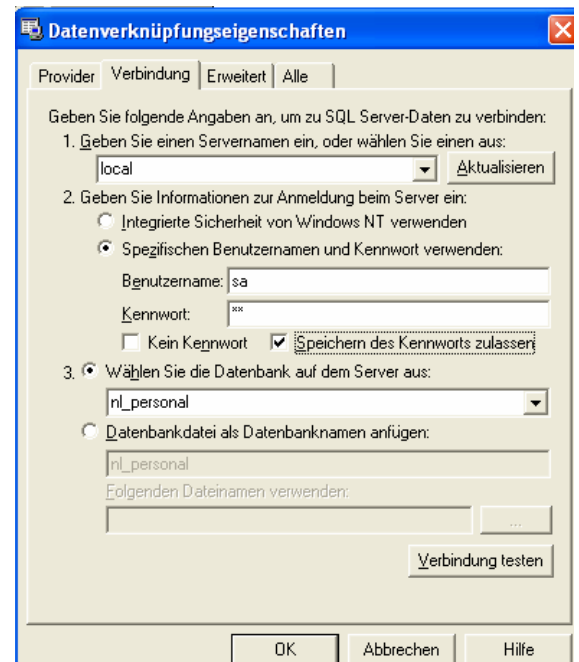 Datenverknüpfungseigenschaften
Provider Verbindung Erweitert Alle
Geben Sie folgende Angaben an, um zu SQL Server-Daten zu verbinden:
1. Geben Sie einen Servernamen ein, oder wählen Sie einen aus:
local Aktualisieren
2. Geben Sie Informationen zur Anmeldung beim Server ein:
Integrierte Sicherheit von Windows NT verwenden
Spezifischen Benutzernamen und Kennwort verwenden:
Benutzername: sa
Kennwort: **
Kein Kennwort Speichern des Kennworts zulassen
3. Wählen Sie die Datenbank auf dem Server aus:
nl_personal
Datenbankdatei als Datenbanknamen anfügen:
nl_personal
Folgenden Dateinamen verwenden:
...
Verbindung testen
OK Abbrechen Hilfe